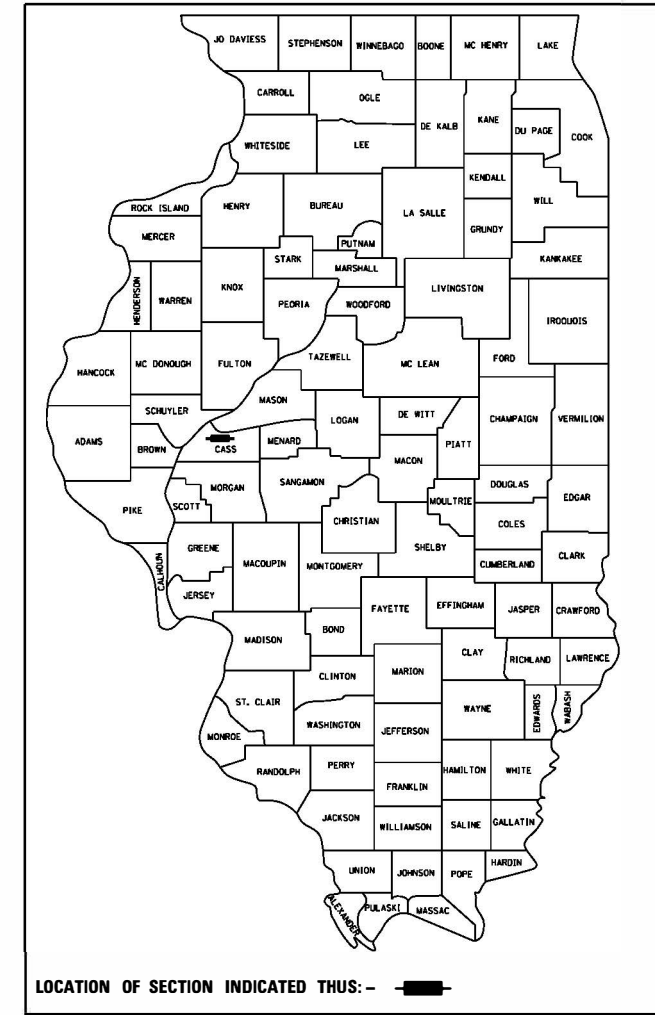 JO DAVIESS STEPHENSON WINNEBAGO BOONE MC HENRY LAKE
CARROLL OGLE DE KALB KANE DU PAGE COOK
WHITESIDE LEE
KENDALL
ROCK ISLAND HENRY BUREAU LA SALLE WILL
MERCER PUTNAM GRUNDY
STARK MARSHALL KANKAKEE
HENDERSON WARREN KNOX PEORIA WOODFORD LIVINGSTON IROQUOIS
HANCOCK MC DONOUGH FULTON TAZEWELL MC LEAN FORD
MASON
SCHUYLER DE WITT CHAMPAIGN VERMILION
ADAMS BROWN CASS MENARD LOGAN PIATT
MACON
MORGAN SANGAMON DOUGLAS
PIKE SCOTT MOULTRIE EDGAR
CHRISTIAN COLES
GREENE MACOUPIN MONTGOMERY SHELBY CUMBERLAND CLARK
CALHOUN JERSEY
FAYETTE EFFINGHAM JASPER CRAWFORD
MADISON BOND
CLAY RICHLAND LAWRENCE
CLINTON MARION
ST. CLAIR WAYNE EDWARDS WABASH
WASHINGTON JEFFERSON
MONROE
RANDOLPH PERRY HAMILTON WHITE
FRANKLIN
JACKSON WILLIAMSON SALINE GALLATIN
HARDIN
UNION JOHNSON POPE
ALEXANDER PULASKI MASSAC
LOCATION OF SECTION INDICATED THUS: -